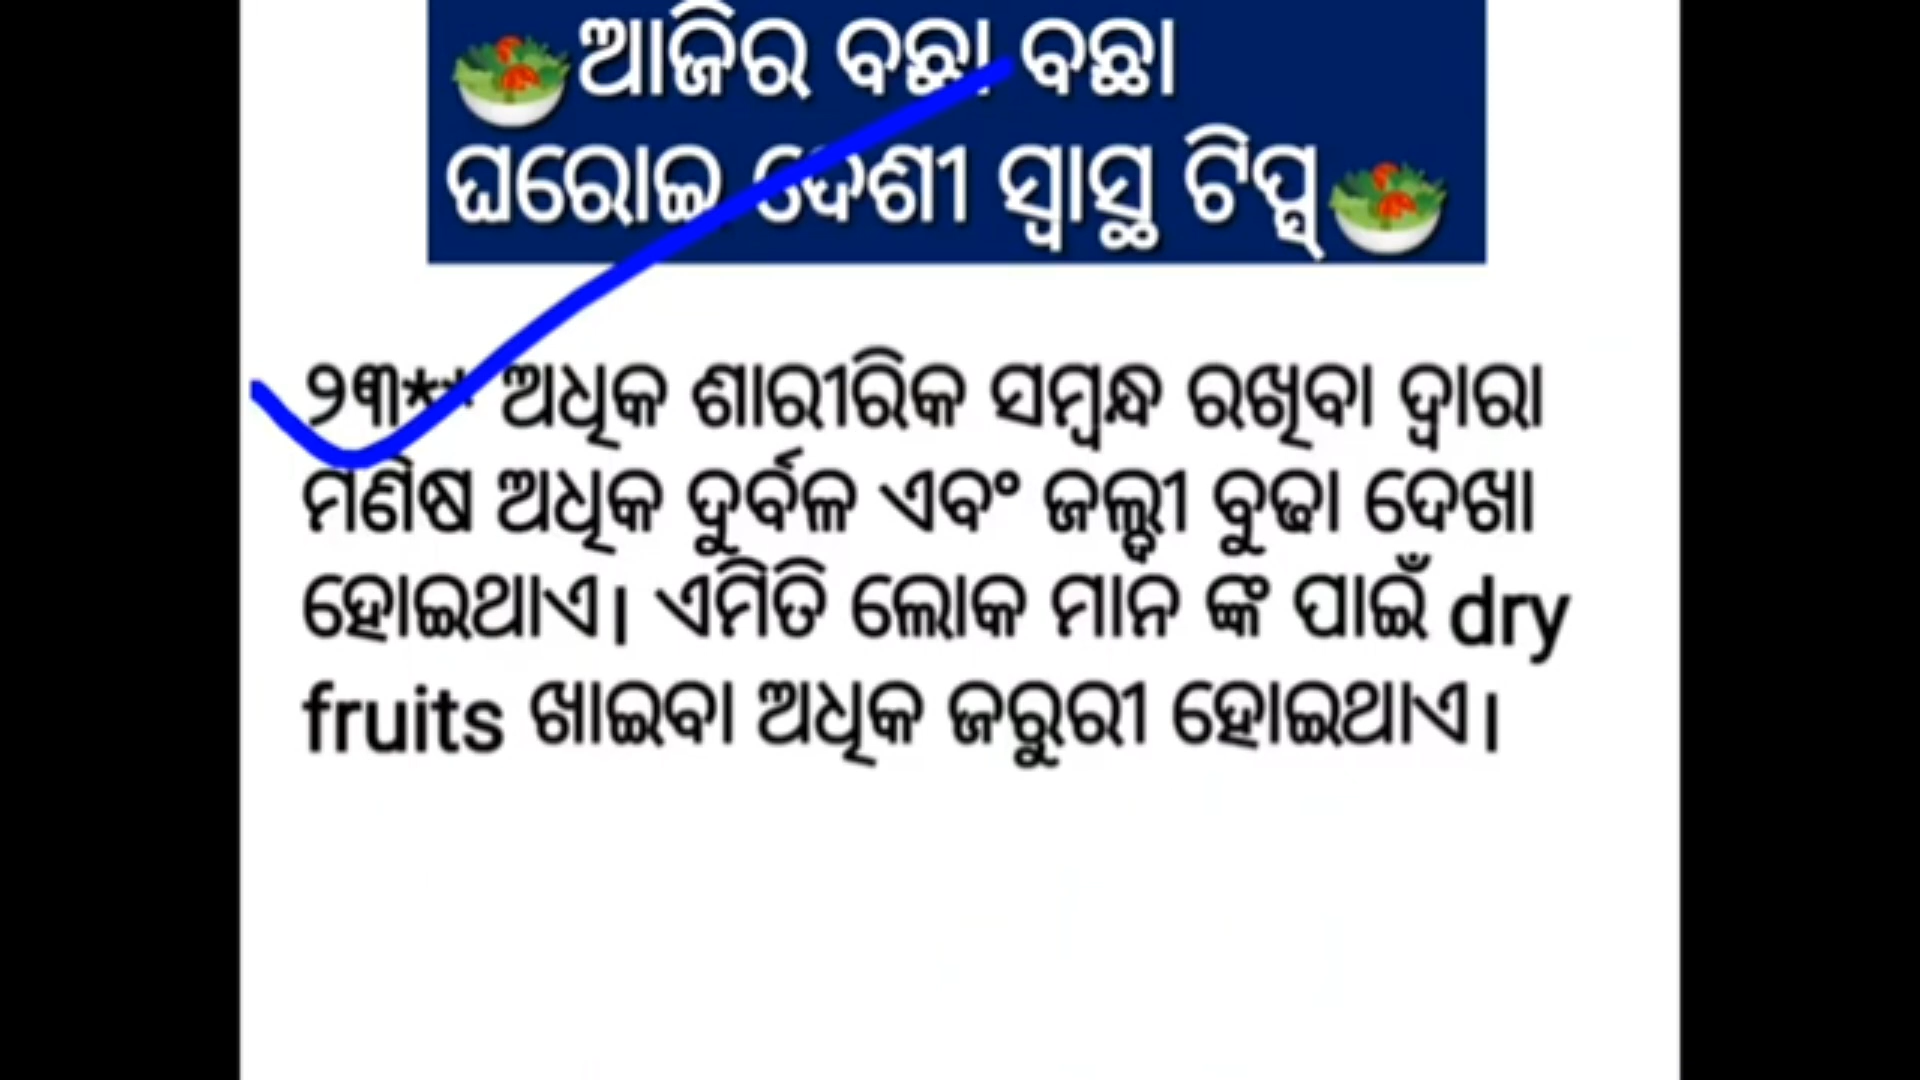 ଆଜିର ବଛା ବଛା
ଘରୋଇ ଦେଶୀ ସ୍ୱାସ୍ଥ ଟିପ୍ସ୍
୨୩** ଅଧିକ ଶାରୀରିକ ସମ୍ବନ୍ଧ ରଖିବା ଦ୍ୱାରା
ମଣିଷ ଅଧିକ ଦୁର୍ବଳ ଏବଂ ଜଲ୍ଦୀ ବୁଢା ଦେଖା
ହୋଇଥାଏ। ଏମିତି ଲୋକ ମାନ ଙ୍କ ପାଇଁ dry
fruits ଖାଇବା ଅଧିକ ଜରୁରୀ ହୋଇଥାଏ।